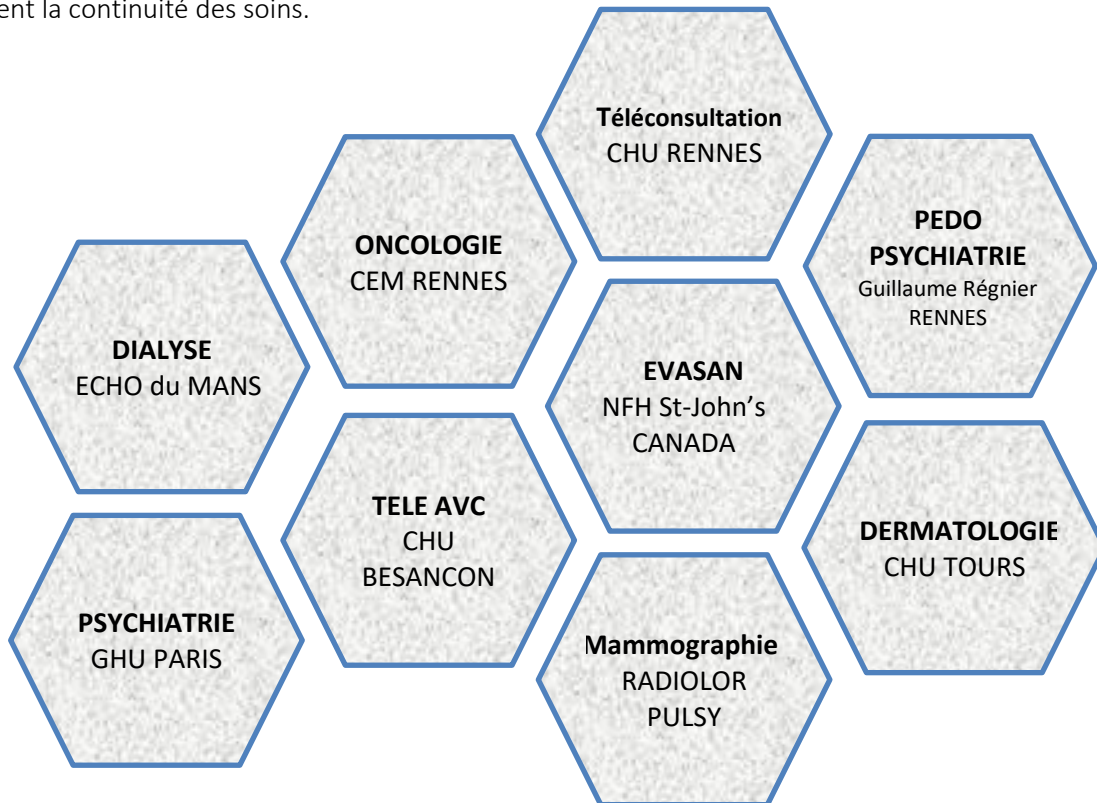 ent la continuité des soins.
Téléconsultation
CHU RENNES
ONCOLOGIE
CEM RENNES
PEDO
PSYCHIATRIE
Guillaume Régnier
RENNES
DIALYSE
ECHO du MANS
EVASAN
NFH St-John’s
CANADA
TELE AVC
CHU
BESANCON
DERMATOLOGIE
CHU TOURS
PSYCHIATRIE
GHU PARIS
Mammographie
RADIOLOR
PULSY